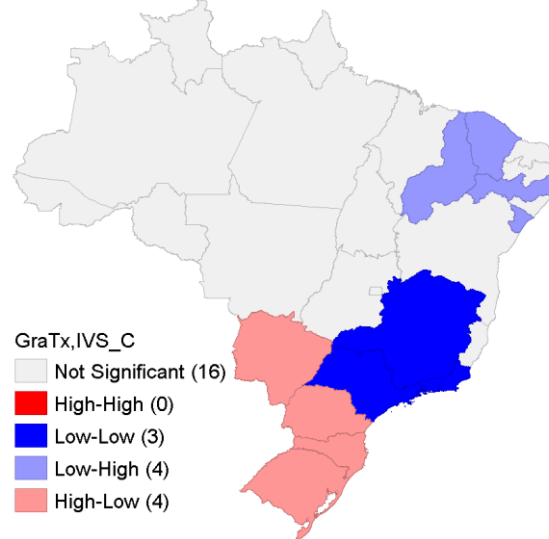 GraTx,IVS_C
Not Significant (16)
High-High (0)
Low-Low (3)
Low-High (4)
High-Low (4)